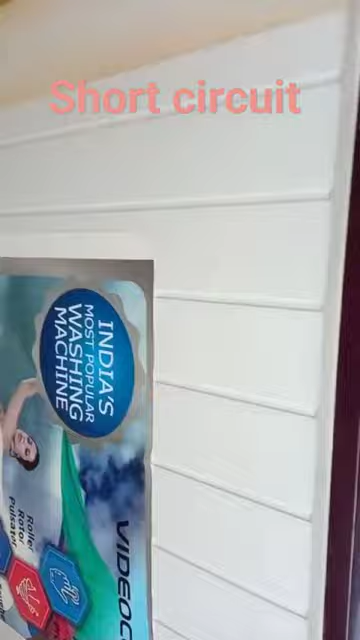 Short circuit
INDIA'S
MOST POPULAR
WASHING
MACHINE
VIDEOC
Roller
Rotor
Pulsator